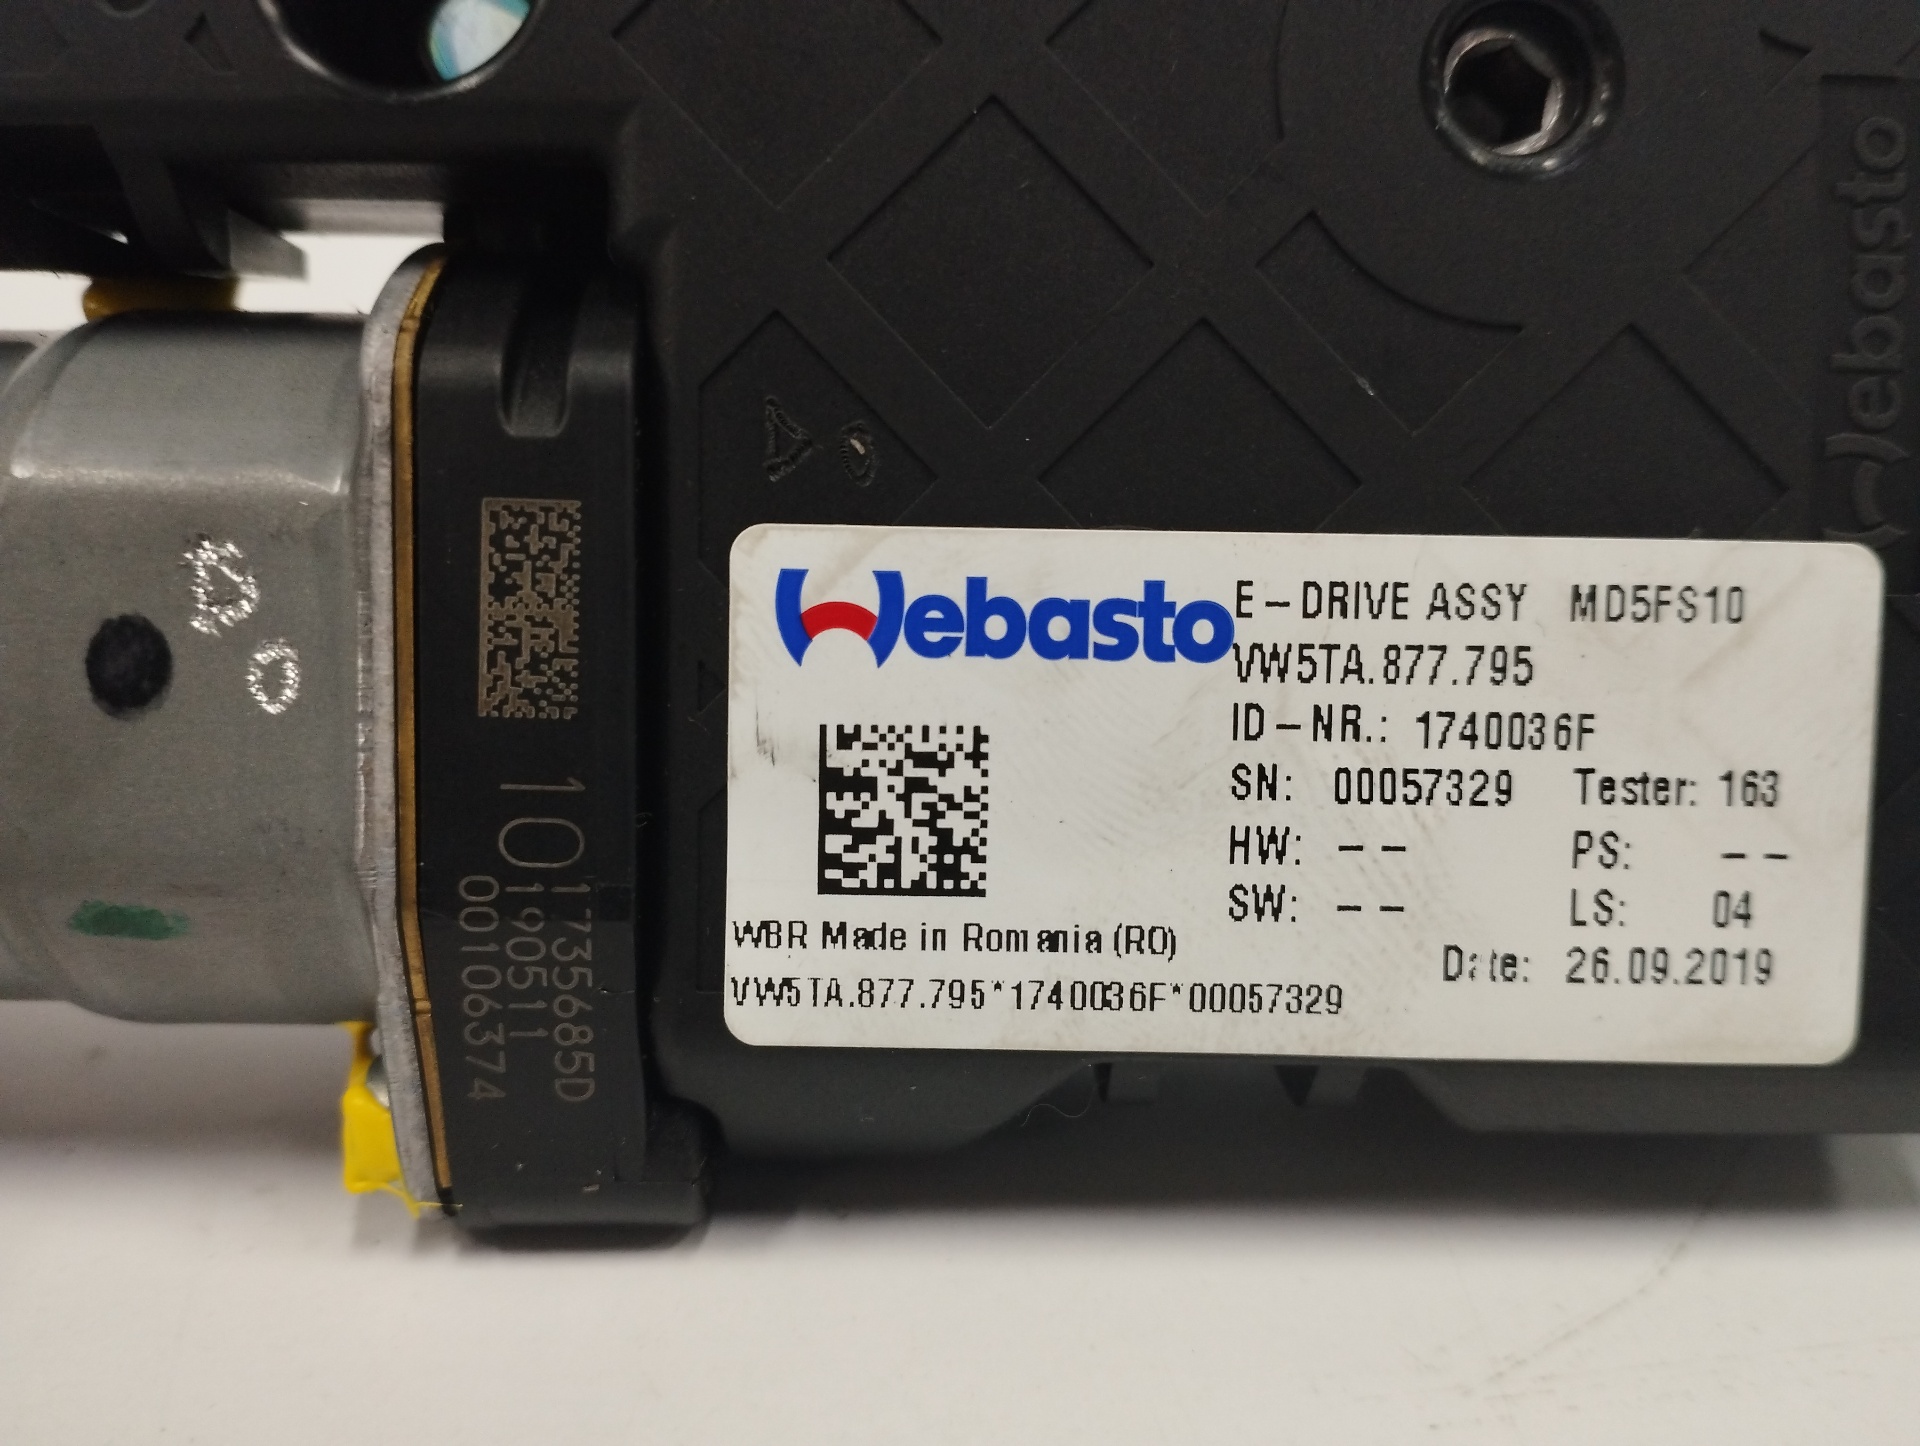 Webasto
E-DRIVE ASSY MD5FS10
VW5TA.877.795
ID-NR.: 1740036F
SN: 00057329 Tester: 163
HW: -- PS: --
SW: -- LS: 04
WBR Made in Romania (RO)
Date: 26.09.2019
VW5TA.877.795*1740036F*00057329
10
1735685D
190511
00106374
Webasto